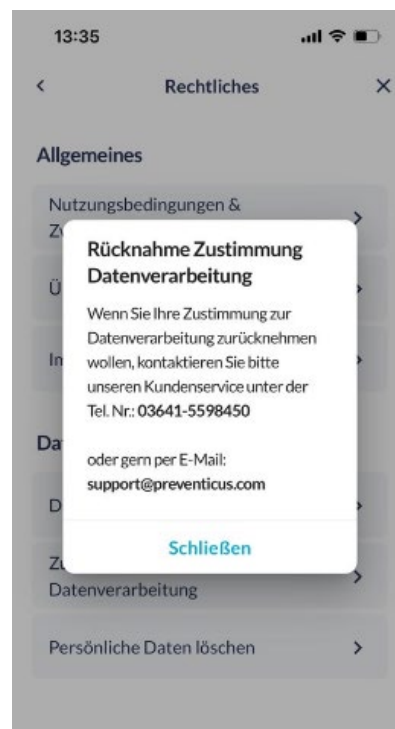 13:35
Rechtliches
Allgemeines
Nutzungsbedingungen &
Rücknahme Zustimmung
Datenverarbeitung
Wenn Sie Ihre Zustimmung zur
Datenverarbeitung zurücknehmen
wollen, kontaktieren Sie bitte
unseren Kundenservice unter der
Tel. Nr.: 03641-5598450
oder gern per E-Mail:
support@preventicus.com
Schließen
Datenverarbeitung
Persönliche Daten löschen